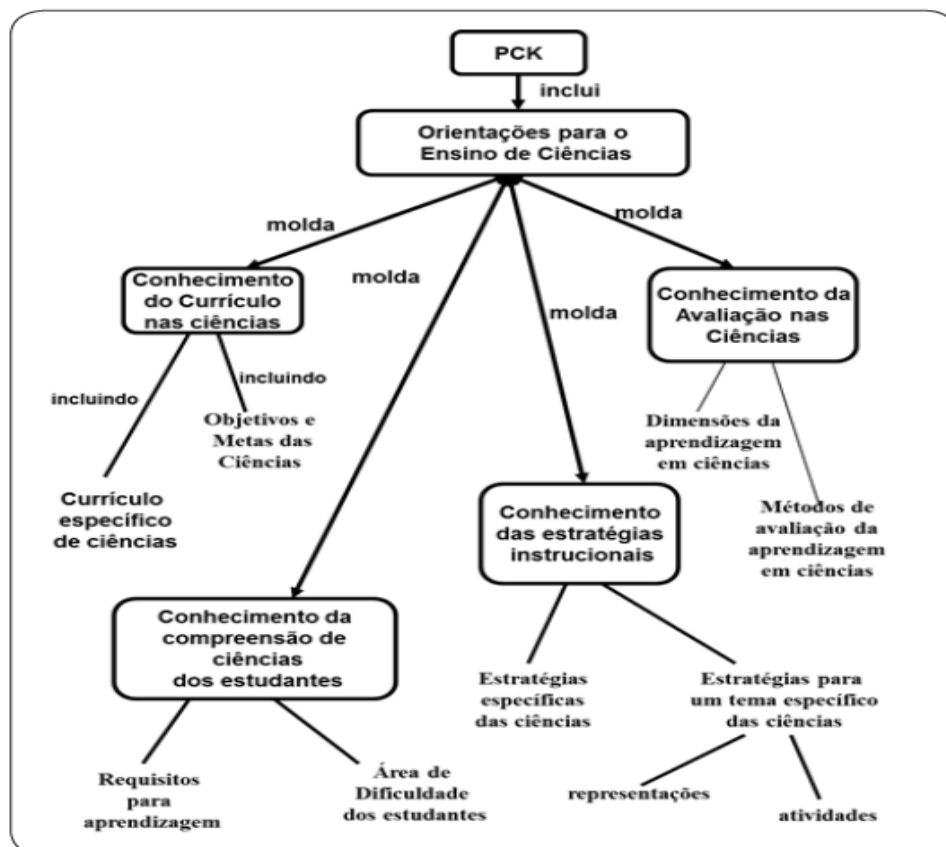 PCK
inclui
Orientações para o
Ensino de Ciências
molda
molda
molda
molda
Conhecimento
do Currículo
nas ciências
Conhecimento da
Avaliação nas
Ciências
incluindo
incluindo
Objetivos e
Metas das
Ciências
Currículo
específico
de ciências
Dimensões da
aprendizagem
em ciências
Métodos de
avaliação da
aprendizagem
em ciências
Conhecimento
das estratégias
instrucionais
Conhecimento da
compreensão de
ciências
dos estudantes
Estratégias
específicas
das ciências
Estratégias para
um tema específico
das ciências
Requisitos
para
aprendizagem
Área de
Dificuldade
dos estudantes
representações
atividades